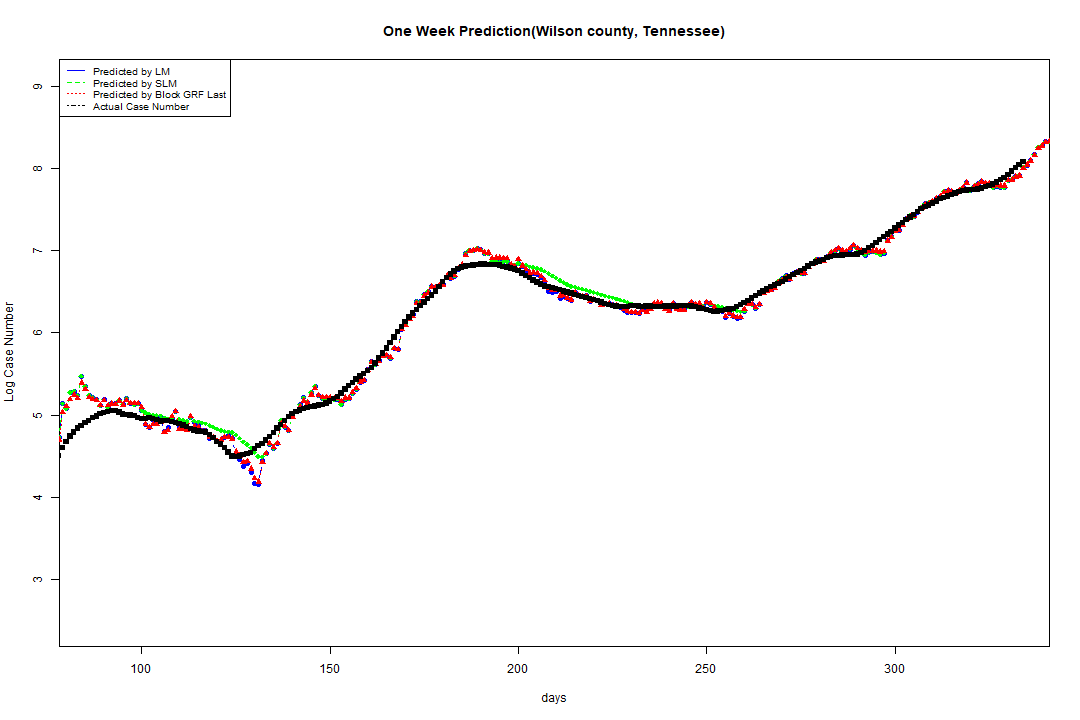 One Week Prediction(Wilson county, Tennessee)
Predicted by LM
Predicted by SLM
Predicted by Block GRF Last
Actual Case Number
9
8
7
6
5
4
3
Log Case Number
100 150 200 250 300
days